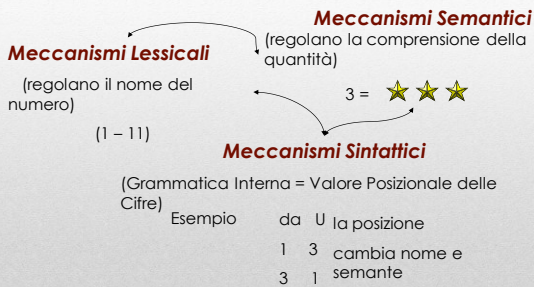 Meccanismi Semantici
(regolano la comprensione della
quantità)
3 =
Meccanismi Lessicali
(regolano il nome del
numero)
(1 – 11)
Meccanismi Sintattici
(Grammatica Interna = Valore Posizionale delle
Cifre)
Esempio da U la posizione
1 3 cambia nome e
3 1 semante